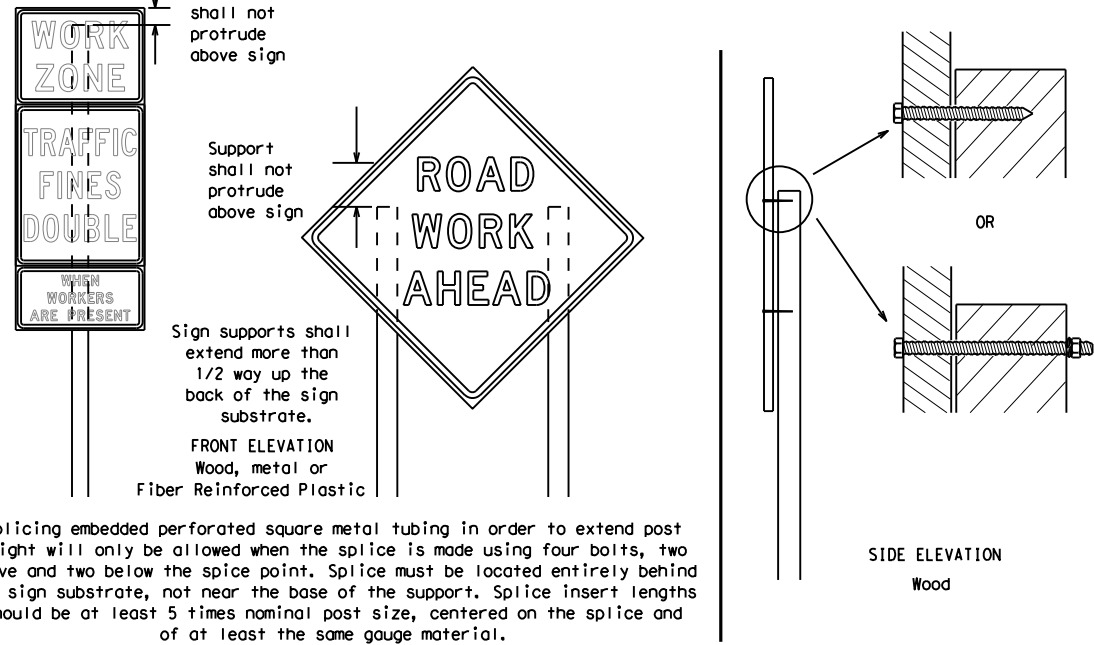 shall not
protrude
above sign
WORK
ZONE
TRAFFIC
FINES
DOUBLE
WHEN
WORKERS
ARE PRESENT
Support
shall not
protrude
above sign
ROAD
WORK
AHEAD
Sign supports shall
extend more than
1/2 way up the
back of the sign
substrate.
FRONT ELEVATION
Wood, metal or
Fiber Reinforced Plastic
plicing embedded perforated square metal tubing in order to extend post
ight will only be allowed when the splice is made using four bolts, two
ve and two below the spice point. Splice must be located entirely behind
sign substrate, not near the base of the support. Splice insert lengths
ould be at least 5 times nominal post size, centered on the splice and
of at least the same gauge material.
OR
SIDE ELEVATION
Wood